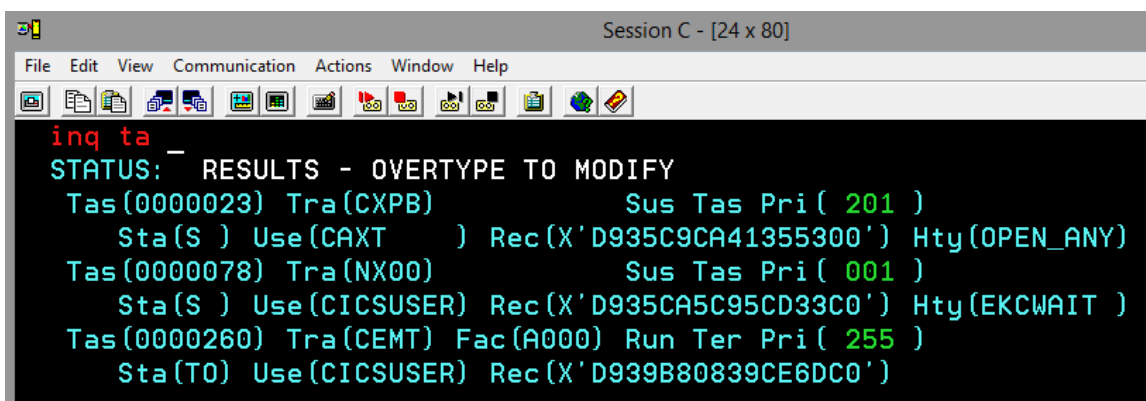 Session C - [24 x 80]
File Edit View Communication Actions Window Help
inq ta _
STATUS: RESULTS - OVERTYPE TO MODIFY
Tas(0000023) Tra(CXPB) Sus Tas Pri( 201 )
Sta(S ) Use(CAXT ) Rec(X'D935C9CA41355300') Hty(OPEN_ANY)
Tas(0000078) Tra(NX00) Sus Tas Pri( 001 )
Sta(S ) Use(CICSUSER) Rec(X'D935CA5C95CD33C0') Hty(EKCWAIT )
Tas(0000260) Tra(CEMT) Fac(A000) Run Ter Pri( 255 )
Sta(TO) Use(CICSUSER) Rec(X'D939B80839CE6DC0')